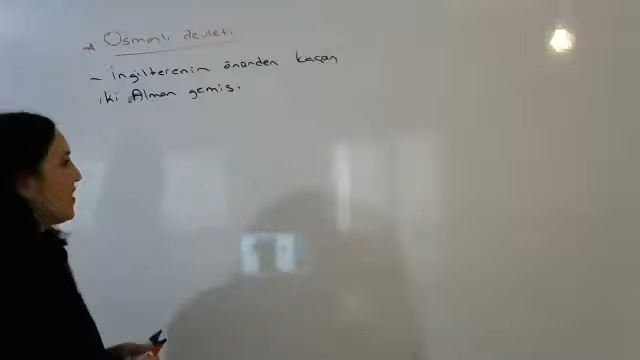 * Osmanlı devleti
- İngilterenin önünden kaçan
iki Alman gemisi